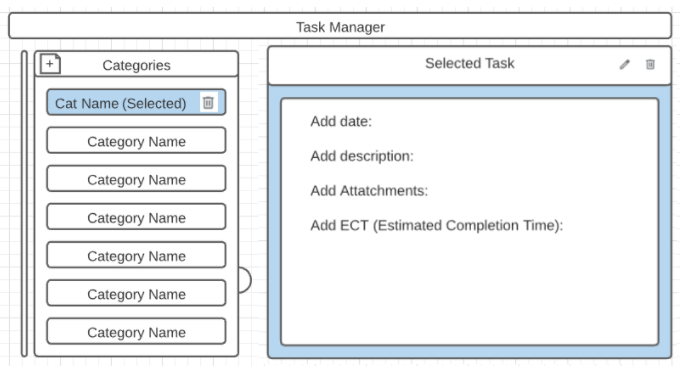 Task Manager
+
Categories
Cat Name (Selected)
Category Name
Category Name
Category Name
Category Name
Category Name
Category Name
Selected Task
Add date:
Add description:
Add Attatchments:
Add ECT (Estimated Completion Time):